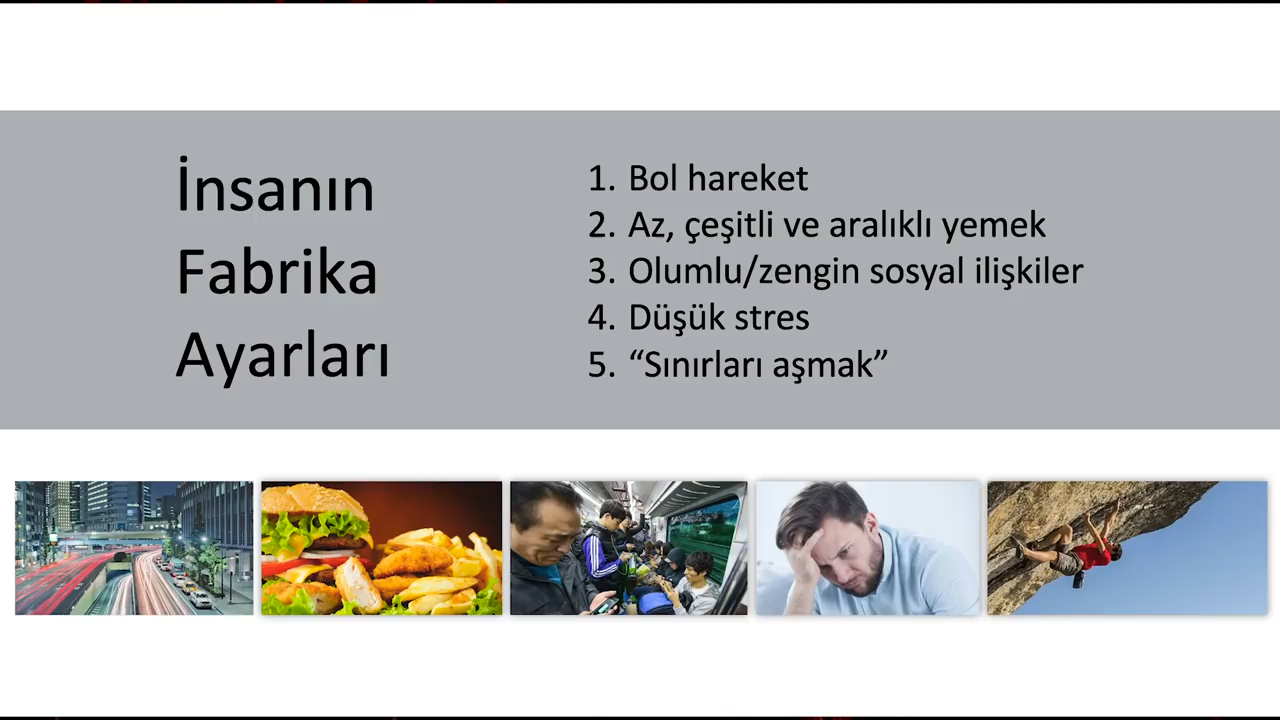 İnsanın
Fabrika
Ayarları
1. Bol hareket
2. Az, çeşitli ve aralıklı yemek
3. Olumlu/zengin sosyal ilişkiler
4. Düşük stres
5. “Sınırları aşmak”